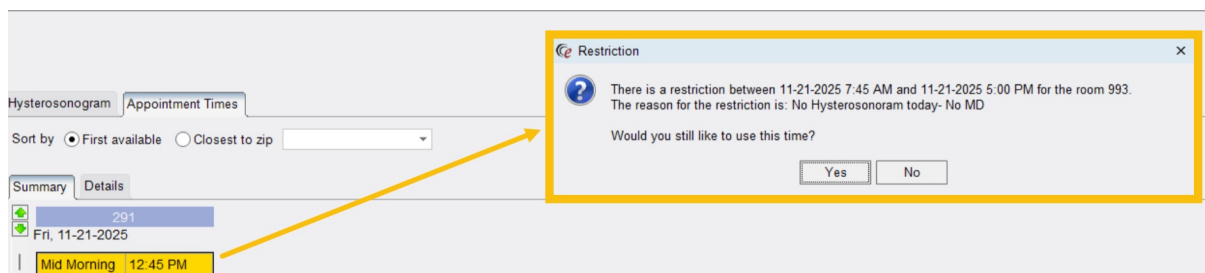 Restriction
There is a restriction between 11-21-2025 7:45 AM and 11-21-2025 5:00 PM for the room 993.
The reason for the restriction is: No Hysterosonoram today- No MD
Would you still like to use this time?
Yes No
Hysterosonogram Appointment Times
Sort by First available Closest to zip
Summary Details
291
Fri, 11-21-2025
Mid Morning 12:45 PM